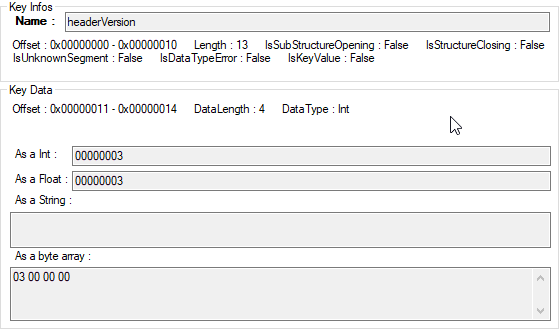 Key Infos
Name : headerVersion
Offset : 0x00000000 - 0x00000010 Length : 13 IsSubStructureOpening : False IsStructureClosing : False
IsUnknownSegment : False IsDataTypeError : False IsKeyValue : False
Key Data
Offset : 0x00000011 - 0x00000014 DataLength : 4 DataType : Int
As a Int : 00000003
As a Float : 00000003
As a String :
As a byte array :
03 00 00 00